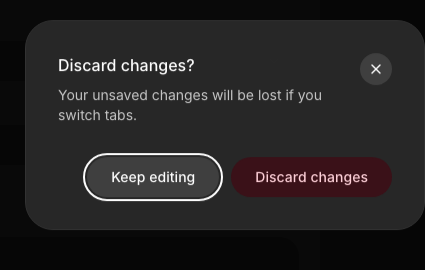 Discard changes?
Your unsaved changes will be lost if you
switch tabs.
Keep editing
Discard changes